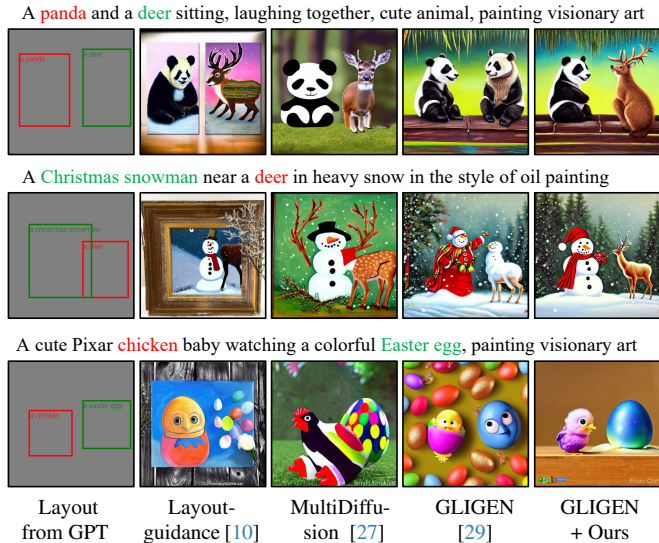 A panda and a deer sitting, laughing together, cute animal, painting visionary art
a panda
a deer
A Christmas snowman near a deer in heavy snow in the style of oil painting
a christmas snowman
a deer
A cute Pixar chicken baby watching a colorful Easter egg, painting visionary art
a chicken
a easter egg
Layout
from GPT
Layout-
guidance [10]
MultiDiffu-
sion [27]
GLIGEN
[29]
GLIGEN
+ Ours